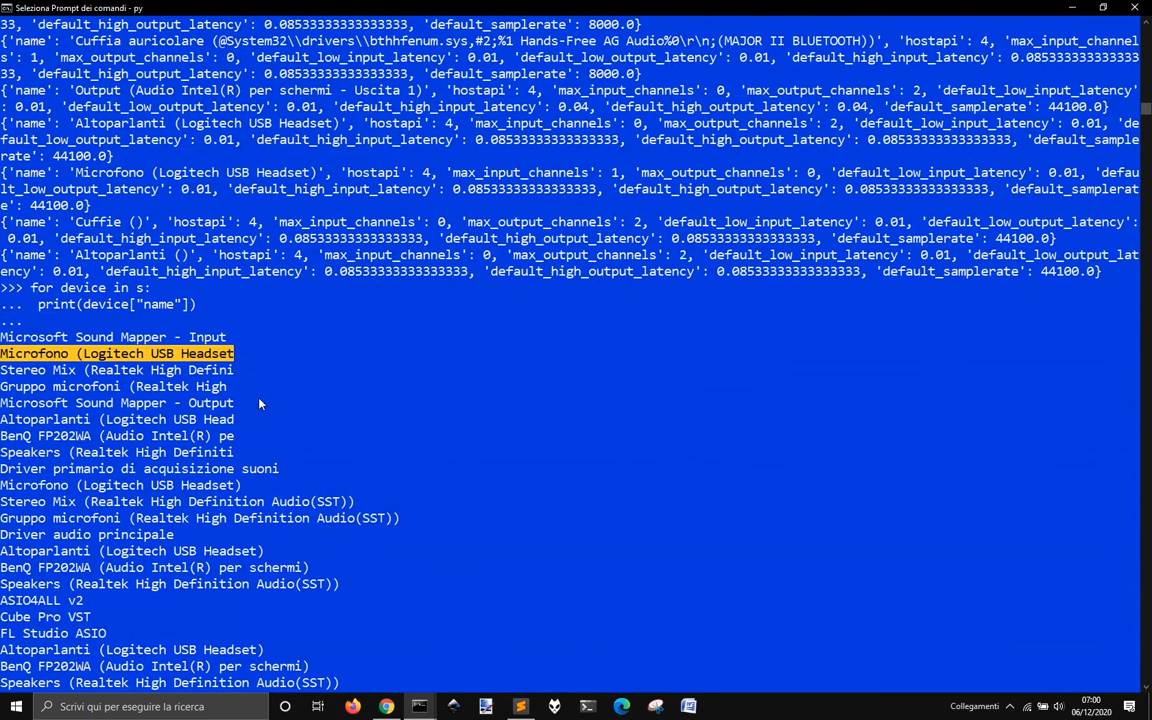 Seleziona Prompt dei comandi - py
33, 'default_high_output_latency': 0.08533333333333333, 'default_samplerate': 8000.0}
{'name': 'Cuffia auricolare (@System32\\drivers\\bthhfenum.sys,#2;%1 Hands-Free AG Audio%0\r\n;(MAJOR II BLUETOOTH))', 'hostapi': 4, 'max_input_channel
s': 1, 'max_output_channels': 0, 'default_low_input_latency': 0.01, 'default_low_output_latency': 0.01, 'default_high_input_latency': 0.085333333333333
33, 'default_high_output_latency': 0.08533333333333333, 'default_samplerate': 8000.0}
{'name': 'Output (Audio Intel(R) per schermi - Uscita 1)', 'hostapi': 4, 'max_input_channels': 0, 'max_output_channels': 2, 'default_low_input_latency'
: 0.01, 'default_low_output_latency': 0.01, 'default_high_input_latency': 0.04, 'default_high_output_latency': 0.04, 'default_samplerate': 44100.0}
{'name': 'Altoparlanti (Logitech USB Headset)', 'hostapi': 4, 'max_input_channels': 0, 'max_output_channels': 2, 'default_low_input_latency': 0.01, 'de
fault_low_output_latency': 0.01, 'default_high_input_latency': 0.08533333333333333, 'default_high_output_latency': 0.08533333333333333, 'default_sample
rate': 44100.0}
{'name': 'Microfono (Logitech USB Headset)', 'hostapi': 4, 'max_input_channels': 1, 'max_output_channels': 0, 'default_low_input_latency': 0.01, 'defau
lt_low_output_latency': 0.01, 'default_high_input_latency': 0.08533333333333333, 'default_high_output_latency': 0.08533333333333333, 'default_samplerat
e': 44100.0}
{'name': 'Cuffie ()', 'hostapi': 4, 'max_input_channels': 0, 'max_output_channels': 2, 'default_low_input_latency': 0.01, 'default_low_output_latency':
 0.01, 'default_high_input_latency': 0.08533333333333333, 'default_high_output_latency': 0.08533333333333333, 'default_samplerate': 44100.0}
{'name': 'Altoparlanti ()', 'hostapi': 4, 'max_input_channels': 0, 'max_output_channels': 2, 'default_low_input_latency': 0.01, 'default_low_output_lat
ency': 0.01, 'default_high_input_latency': 0.08533333333333333, 'default_high_output_latency': 0.08533333333333333, 'default_samplerate': 44100.0}
>>> for device in s:
...  print(device["name"])
...
Microsoft Sound Mapper - Input
Microfono (Logitech USB Headset
Stereo Mix (Realtek High Defini
Gruppo microfoni (Realtek High
Microsoft Sound Mapper - Output
Altoparlanti (Logitech USB Head
BenQ FP202WA (Audio Intel(R) pe
Speakers (Realtek High Definiti
Driver primario di acquisizione suoni
Microfono (Logitech USB Headset)
Stereo Mix (Realtek High Definition Audio(SST))
Gruppo microfoni (Realtek High Definition Audio(SST))
Driver audio principale
Altoparlanti (Logitech USB Headset)
BenQ FP202WA (Audio Intel(R) per schermi)
Speakers (Realtek High Definition Audio(SST))
ASIO4ALL v2
Cube Pro VST
FL Studio ASIO
Altoparlanti (Logitech USB Headset)
BenQ FP202WA (Audio Intel(R) per schermi)
Speakers (Realtek High Definition Audio(SST))
Scrivi qui per eseguire la ricerca
Collegamenti
07:00
06/12/2020